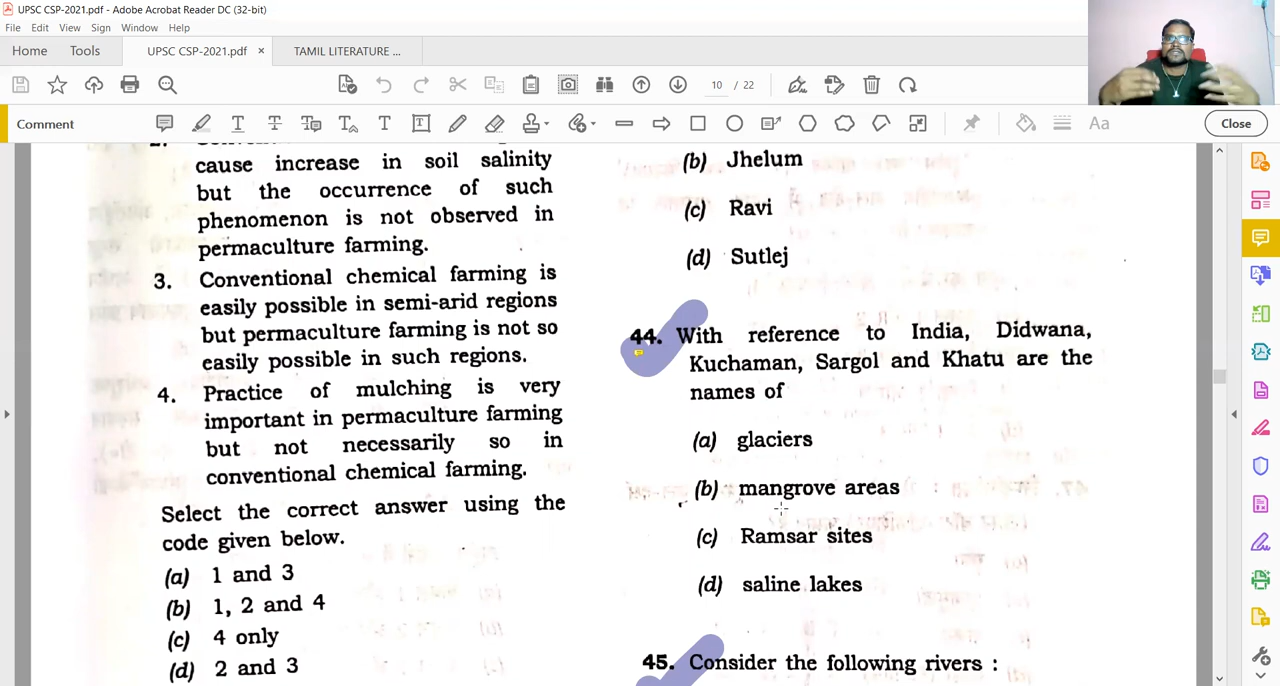 UPSC CSP-2021.pdf - Adobe Acrobat Reader DC (32-bit)
File Edit View Sign Window Help
Home Tools UPSC CSP-2021.pdf × TAMIL LITERATURE ...
10 / 22
Comment
Close
cause increase in soil salinity
but the occurrence of such
phenomenon is not observed in
permaculture farming.
3. Conventional chemical farming is
easily possible in semi-arid regions
but permaculture farming is not so
easily possible in such regions.
4. Practice of mulching is very
important in permaculture farming
but not necessarily so in
conventional chemical farming.
Select the correct answer using the
code given below.
(a) 1 and 3
(b) 1, 2 and 4
(c) 4 only
(d) 2 and 3
(b) Jhelum
(c) Ravi
(d) Sutlej
44. With reference to India, Didwana,
Kuchaman, Sargol and Khatu are the
names of
(a) glaciers
(b) mangrove areas
(c) Ramsar sites
(d) saline lakes
45. Consider the following rivers :